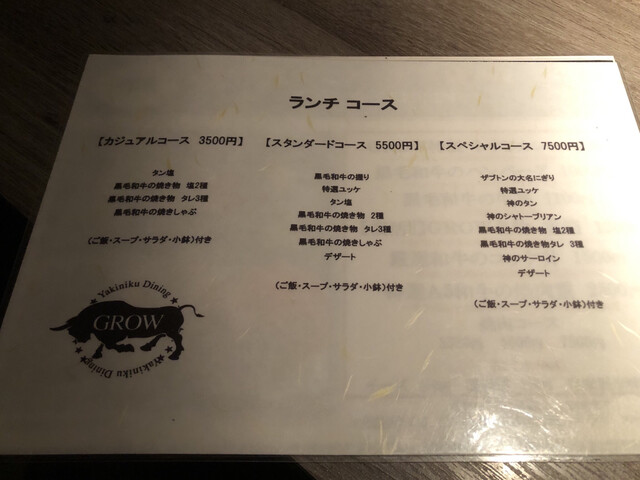 ランチ コース
【カジュアルコース 3500円】
タン塩
黒毛和牛の焼き物 塩2種
黒毛和牛の焼き物 タレ3種
黒毛和牛の焼きしゃぶ
（ご飯・スープ・サラダ・小鉢）付き
【スタンダードコース 5500円】
黒毛和牛の握り
特選ユッケ
タン塩
黒毛和牛の焼き物 2種
黒毛和牛の焼き物 タレ3種
黒毛和牛の焼きしゃぶ
デザート
（ご飯・スープ・サラダ・小鉢）付き
【スペシャルコース 7500円】
ザブトンの大名にぎり
特選ユッケ
神のタン
神のシャトーブリアン
黒毛和牛の焼き物 塩2種
黒毛和牛の焼き物タレ 3種
神のサーロイン
デザート
（ご飯・スープ・サラダ・小鉢）付き
Yakiniku Dining
GROW
Yakiniku Dining